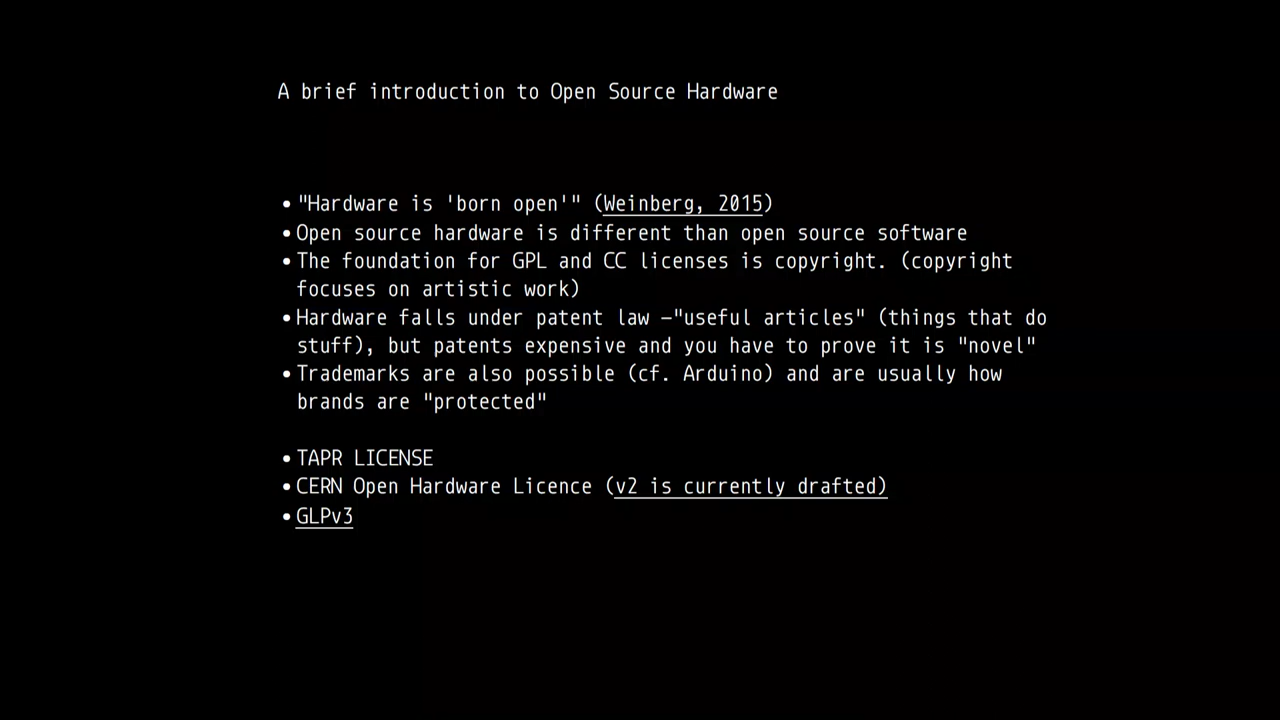 A brief introduction to Open Source Hardware
•"Hardware is 'born open'" (Weinberg, 2015)
•Open source hardware is different than open source software
•The foundation for GPL and CC licenses is copyright. (copyright
focuses on artistic work)
•Hardware falls under patent law —"useful articles" (things that do
stuff), but patents expensive and you have to prove it is "novel"
•Trademarks are also possible (cf. Arduino) and are usually how
brands are "protected"
•TAPR LICENSE
•CERN Open Hardware Licence (v2 is currently drafted)
•GLPv3